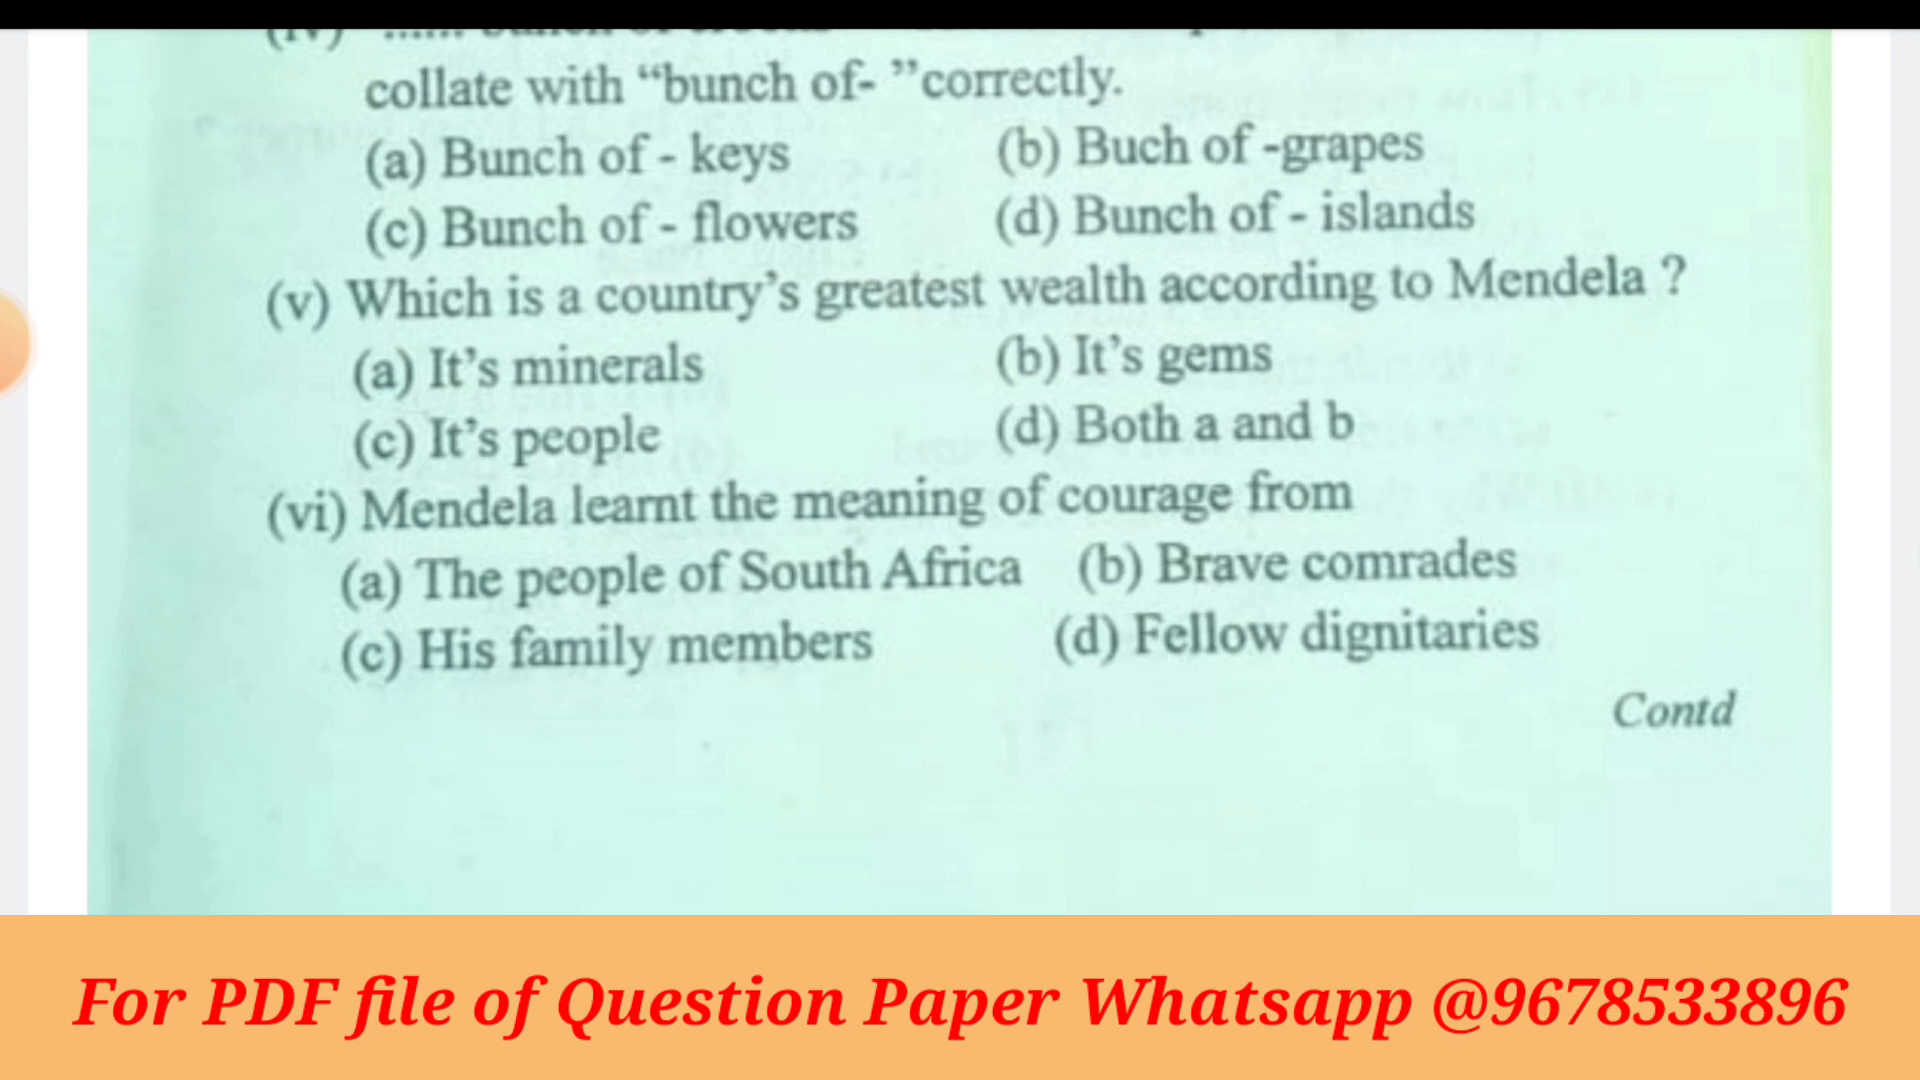 collate with “bunch of- ”correctly.
(a) Bunch of - keys (b) Buch of -grapes
(c) Bunch of - flowers (d) Bunch of - islands
(v) Which is a country’s greatest wealth according to Mendela ?
(a) It’s minerals (b) It’s gems
(c) It’s people (d) Both a and b
(vi) Mendela learnt the meaning of courage from
(a) The people of South Africa (b) Brave comrades
(c) His family members (d) Fellow dignitaries
Contd
For PDF file of Question Paper Whatsapp @9678533896